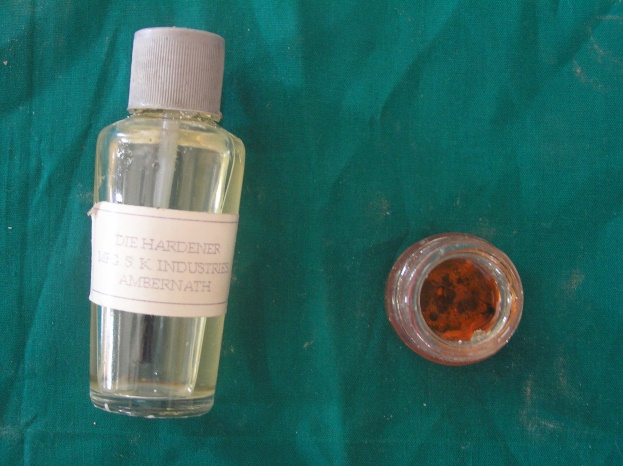 DIE HARDENER
S. K. INDUSTRIES
AMBERNATH